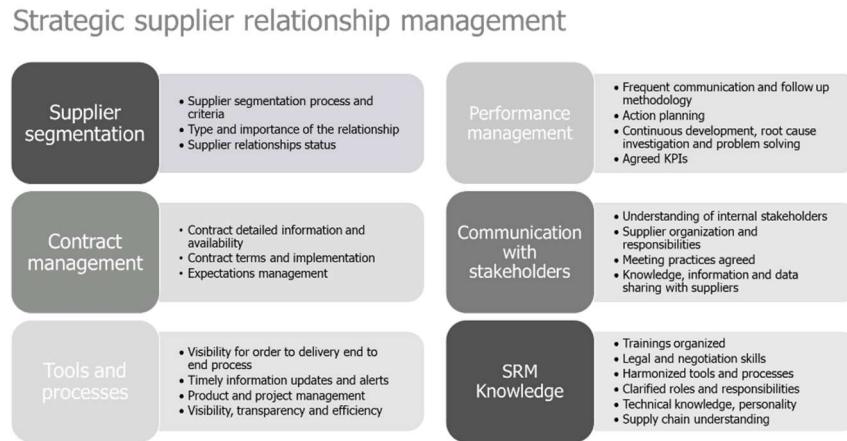 Strategic supplier relationship management
Supplier
segmentation
• Supplier segmentation process and
criteria
• Type and importance of the relationship
• Supplier relationships status
Contract
management
• Contract detailed information and
availability
• Contract terms and implementation
• Expectations management
Tools and
processes
• Visibility for order to delivery end to
end process
• Timely information updates and alerts
• Product and project management
• Visibility, transparency and efficiency
Performance
management
• Frequent communication and follow up
methodology
• Action planning
• Continuous development, root cause
investigation and problem solving
• Agreed KPIs
Communication
with
stakeholders
• Understanding of internal stakeholders
• Supplier organization and
responsibilities
• Meeting practices agreed
• Knowledge, information and data
sharing with suppliers
SRM
Knowledge
• Trainings organized
• Legal and negotiation skills
• Harmonized tools and processes
• Clarified roles and responsibilities
• Technical knowledge, personality
• Supply chain understanding